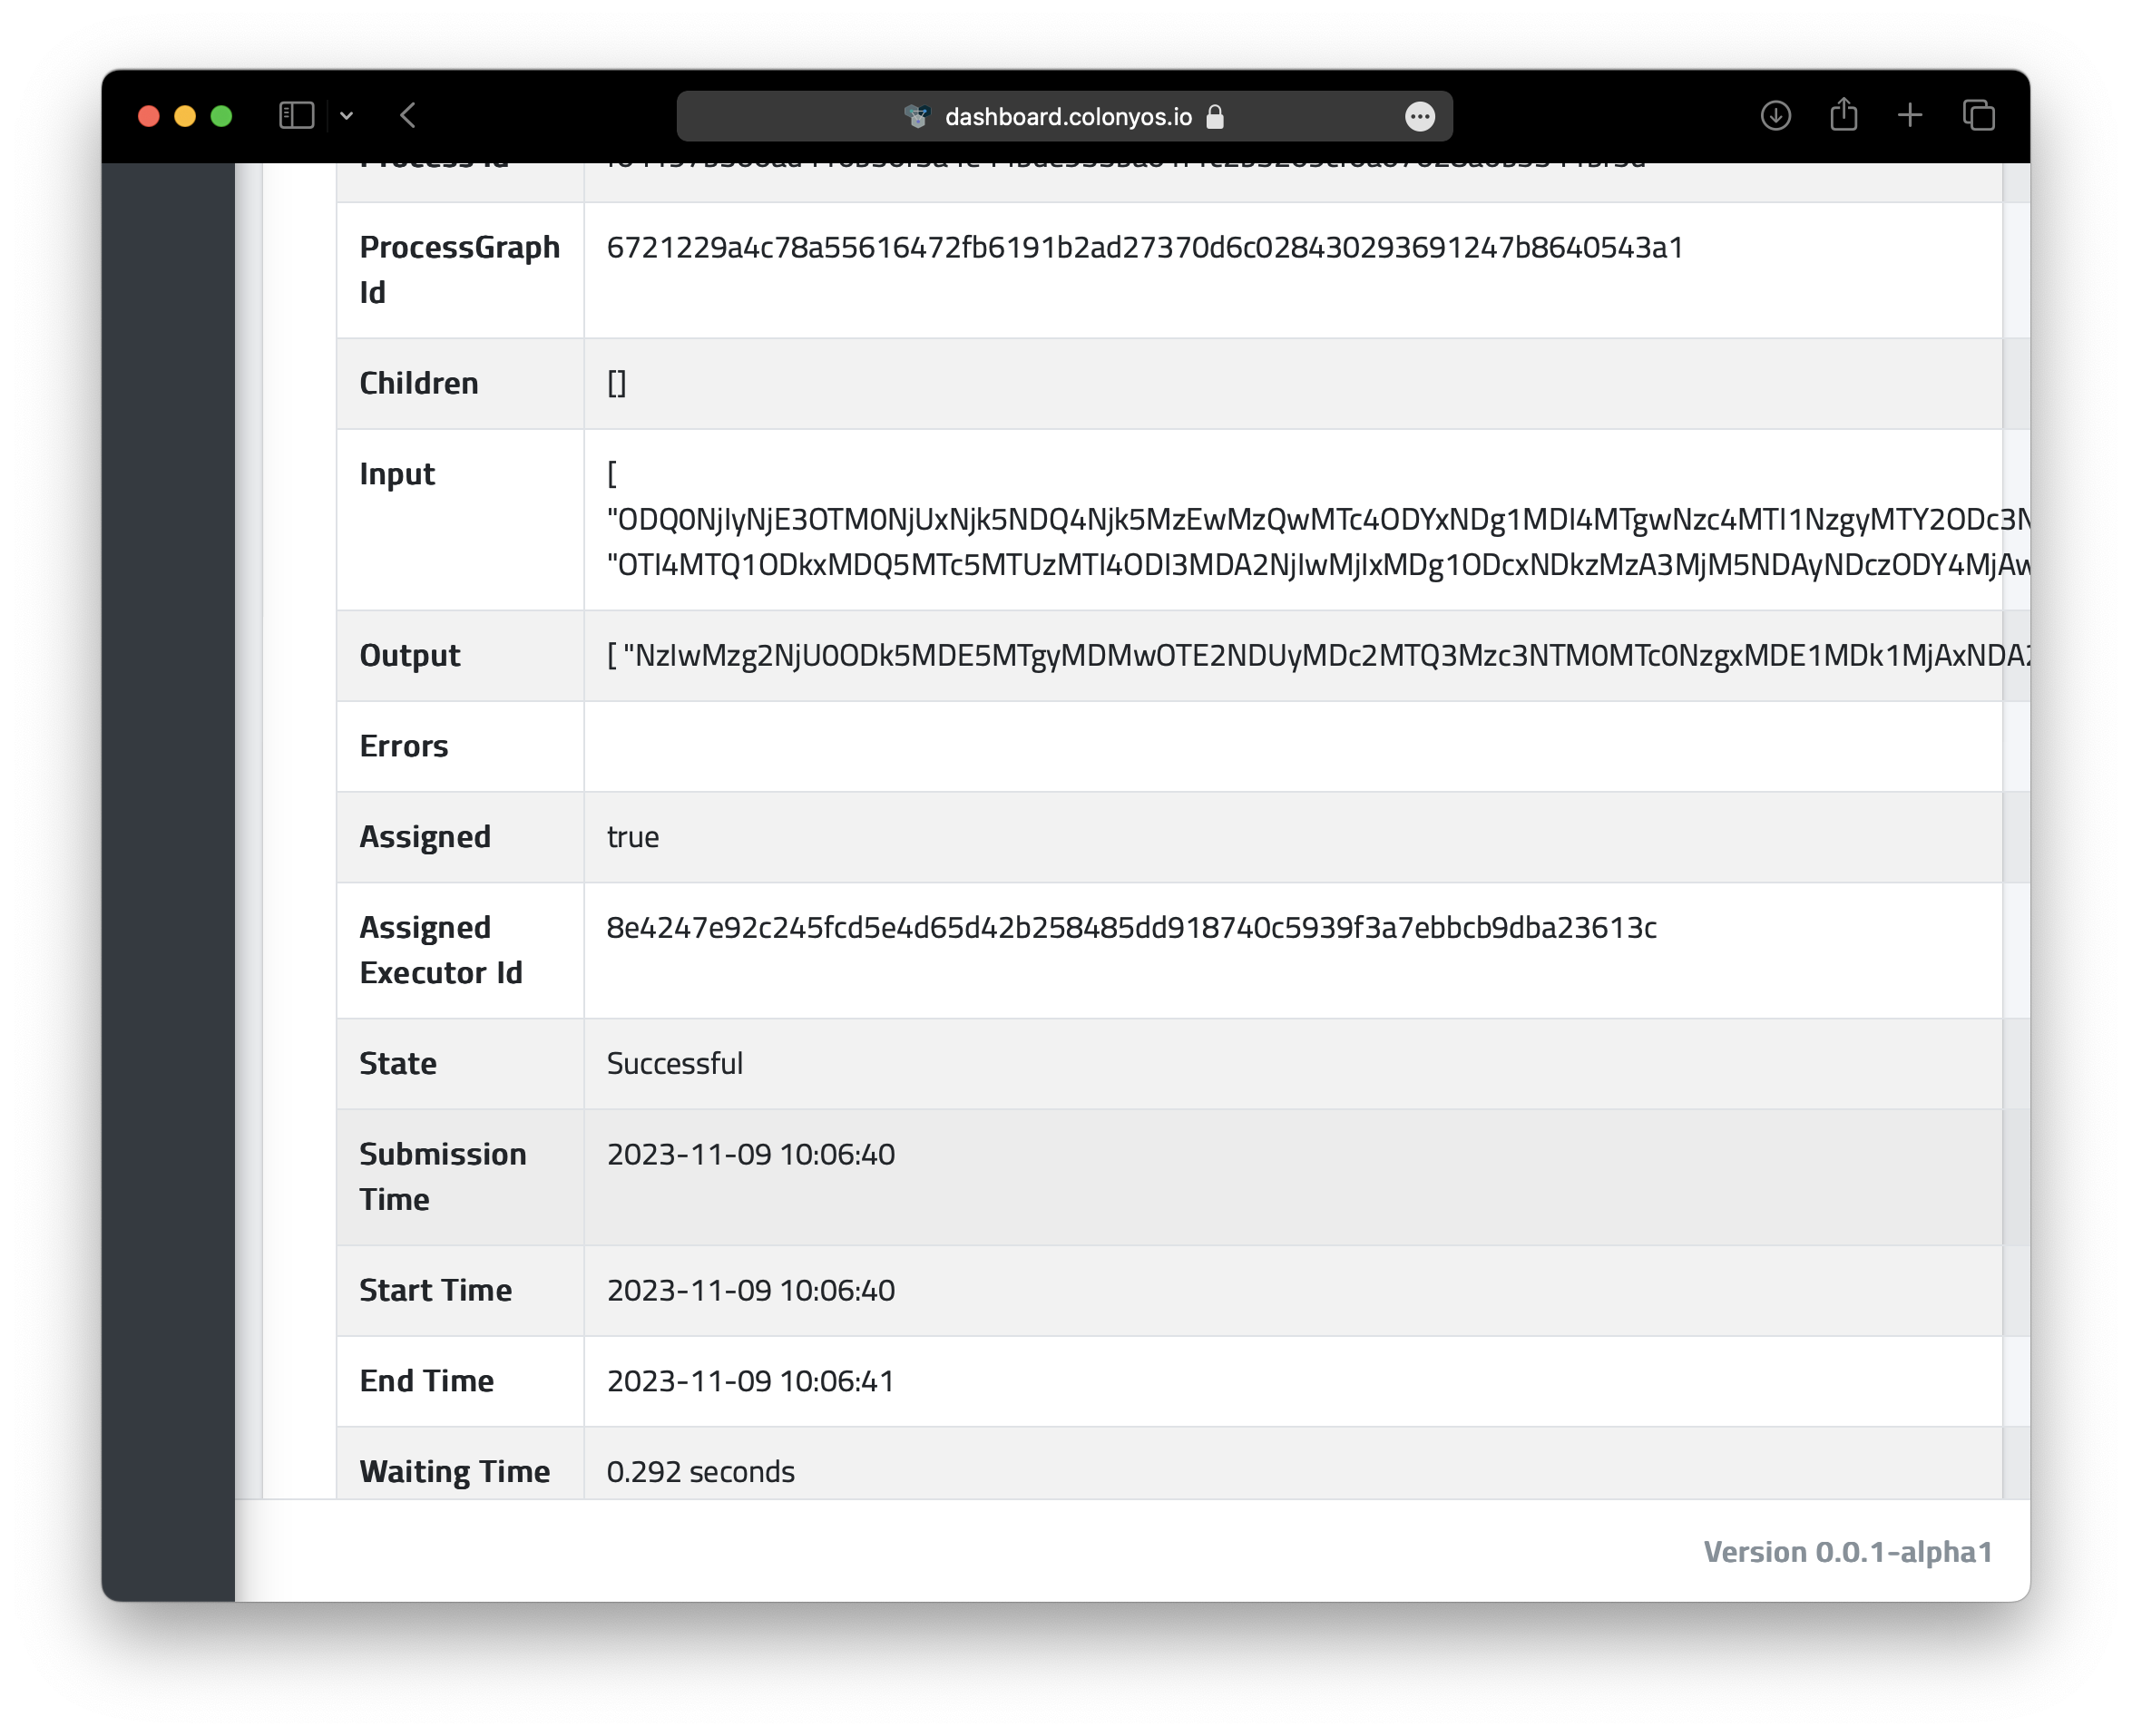 dashboard.colonyos.io
Process Id
ProcessGraph
Id
6721229a4c78a55616472fb6191b2ad27370d6c028430293691247b8640543a1
Children
[]
Input
[
"ODQ0NjIyNjE3OTM0NjUxNjk5NDQ4Njk5MzEwMzQwMTc4ODYxNDg1MDI4MTgwNzc4MTI1NzgyMTY2ODc3N
"OTI4MTQ1ODkxMDQ5MTc5MTUzMTI4ODI3MDA2NjIwMjIxMDg1ODcxNDkzMzA3MjM5NDAyNDczODY4MjAw
Output
[ "NzIwMzg2NjU0ODk5MDE5MTgyMDMwOTE2NDUyMDc2MTQ3Mzc3NTM0MTc0NzgxMDE1MDk1MjAxNDA2
Errors
Assigned
true
Assigned
Executor Id
8e4247e92c245fcd5e4d65d42b258485dd918740c5939f3a7ebbcb9dba23613c
State
Successful
Submission
Time
2023-11-09 10:06:40
Start Time
2023-11-09 10:06:40
End Time
2023-11-09 10:06:41
Waiting Time
0.292 seconds
Version 0.0.1-alpha1